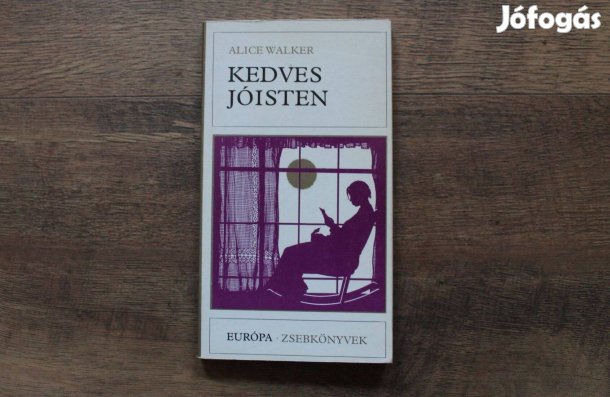 Jófogás
ALICE WALKER
KEDVES
JÓISTEN
EURÓPA · ZSEBKÖNYVEK